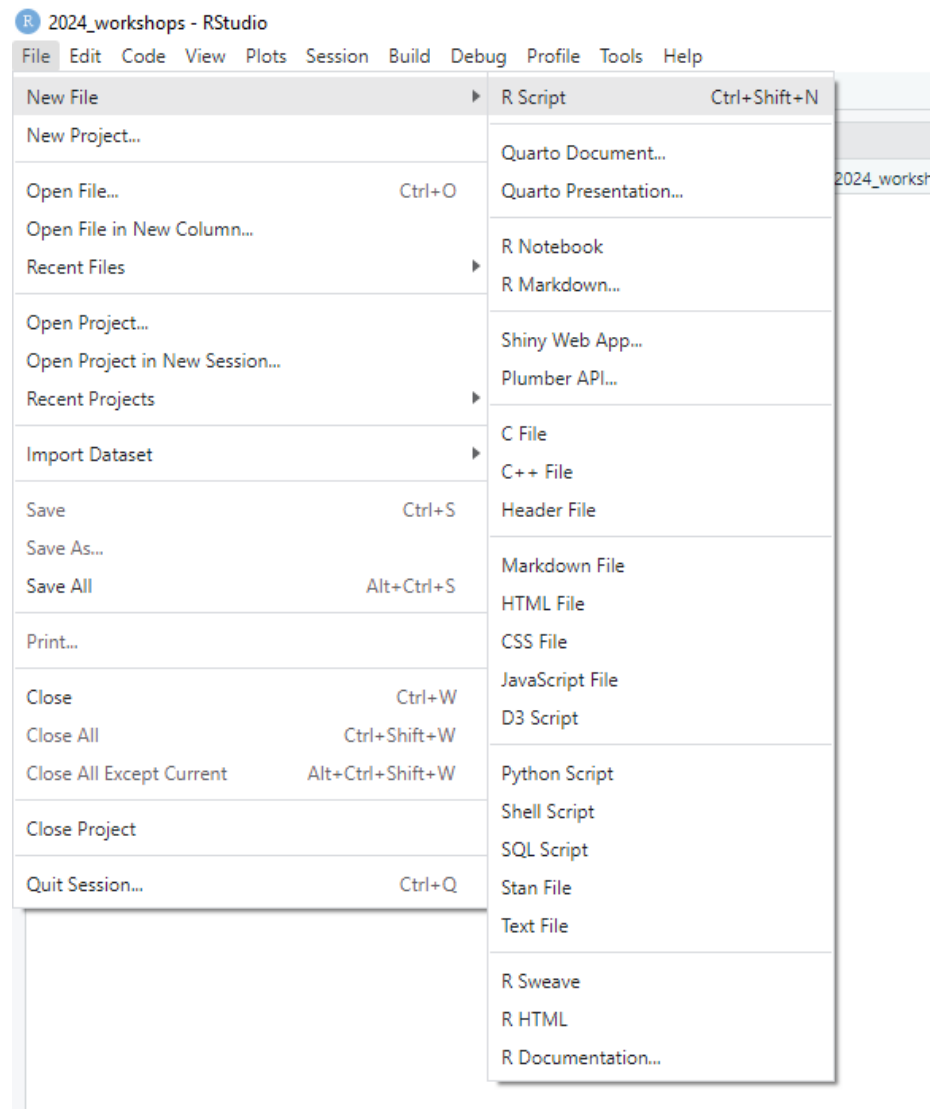 R 2024_workshops - RStudio
File Edit Code View Plots Session Build Debug Profile Tools Help
New File
New Project...
Open File... Ctrl+O
Open File in New Column...
Recent Files
Open Project...
Open Project in New Session...
Recent Projects
Import Dataset
Save Ctrl+S
Save As...
Save All Alt+Ctrl+S
Print...
Close Ctrl+W
Close All Ctrl+Shift+W
Close All Except Current Alt+Ctrl+Shift+W
Close Project
Quit Session... Ctrl+Q
R Script Ctrl+Shift+N
Quarto Document...
Quarto Presentation...
R Notebook
R Markdown...
Shiny Web App...
Plumber API...
C File
C++ File
Header File
Markdown File
HTML File
CSS File
JavaScript File
D3 Script
Python Script
Shell Script
SQL Script
Stan File
Text File
R Sweave
R HTML
R Documentation...
2024_worksh